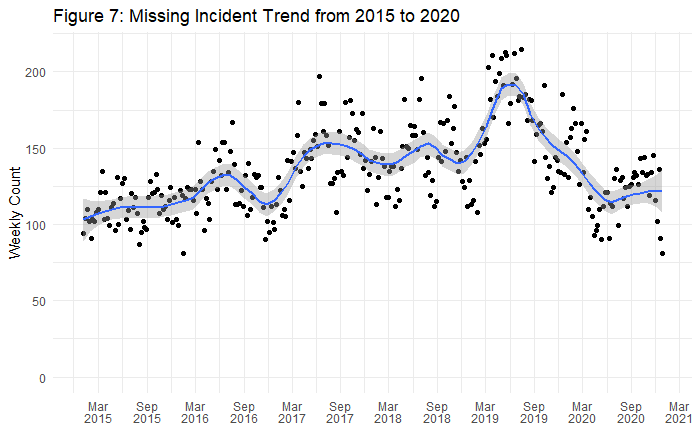 Figure 7: Missing Incident Trend from 2015 to 2020
Weekly Count
200
150
100
50
0
Mar Sep Mar Sep Mar Sep Mar Sep Mar Sep Mar Sep Mar
2015 2015 2016 2016 2017 2017 2018 2018 2019 2019 2020 2020 2021